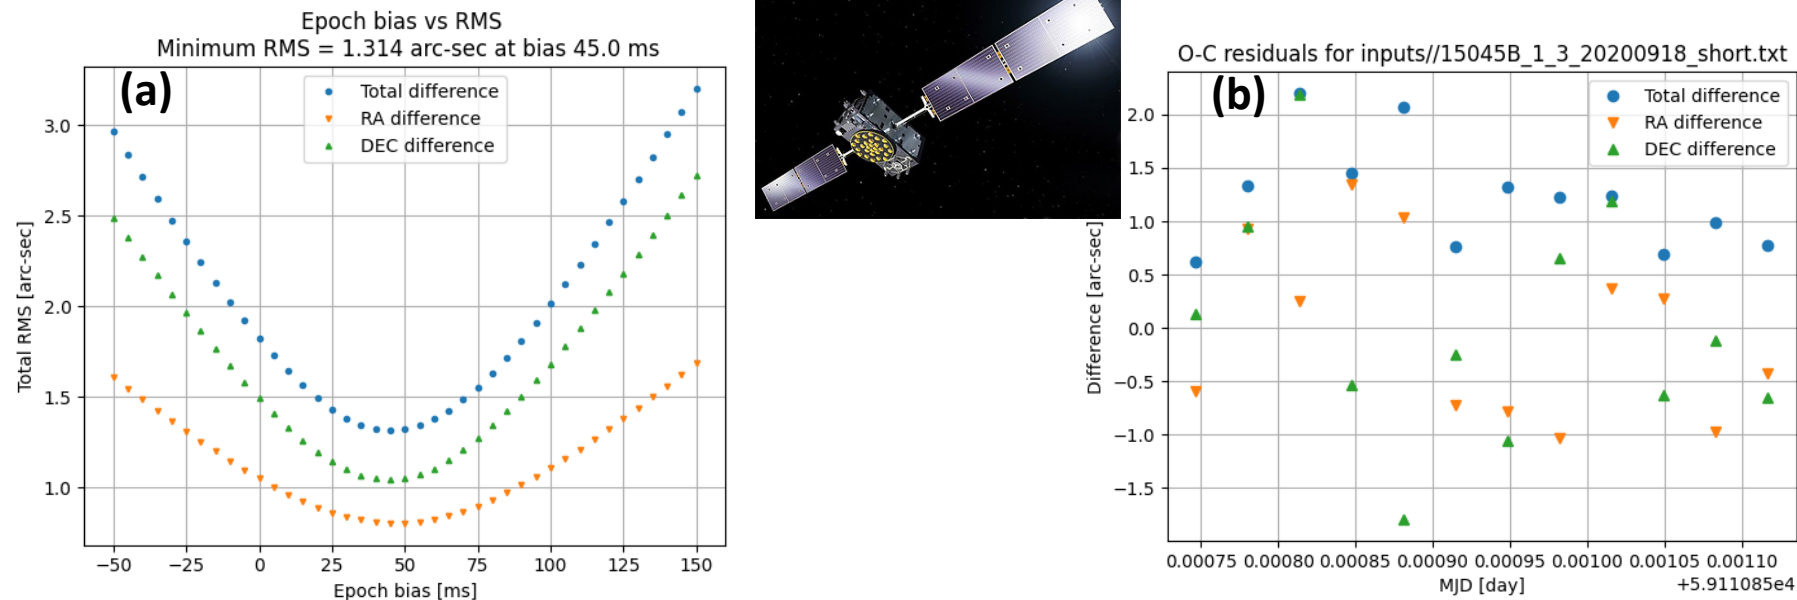 Epoch bias vs RMS
Minimum RMS = 1.314 arc-sec at bias 45.0 ms
(a)
Total difference
RA difference
DEC difference
Total RMS [arc-sec]
3.0
2.5
2.0
1.5
1.0
−50 −25 0 25 50 75 100 125 150
Epoch bias [ms]
O-C residuals for inputs//15045B_1_3_20200918_short.txt
(b)
Total difference
RA difference
DEC difference
Difference [arc-sec]
2.0
1.5
1.0
0.5
0.0
−0.5
−1.0
−1.5
0.00075 0.00080 0.00085 0.00090 0.00095 0.00100 0.00105 0.00110
MJD [day]
+5.911085e4